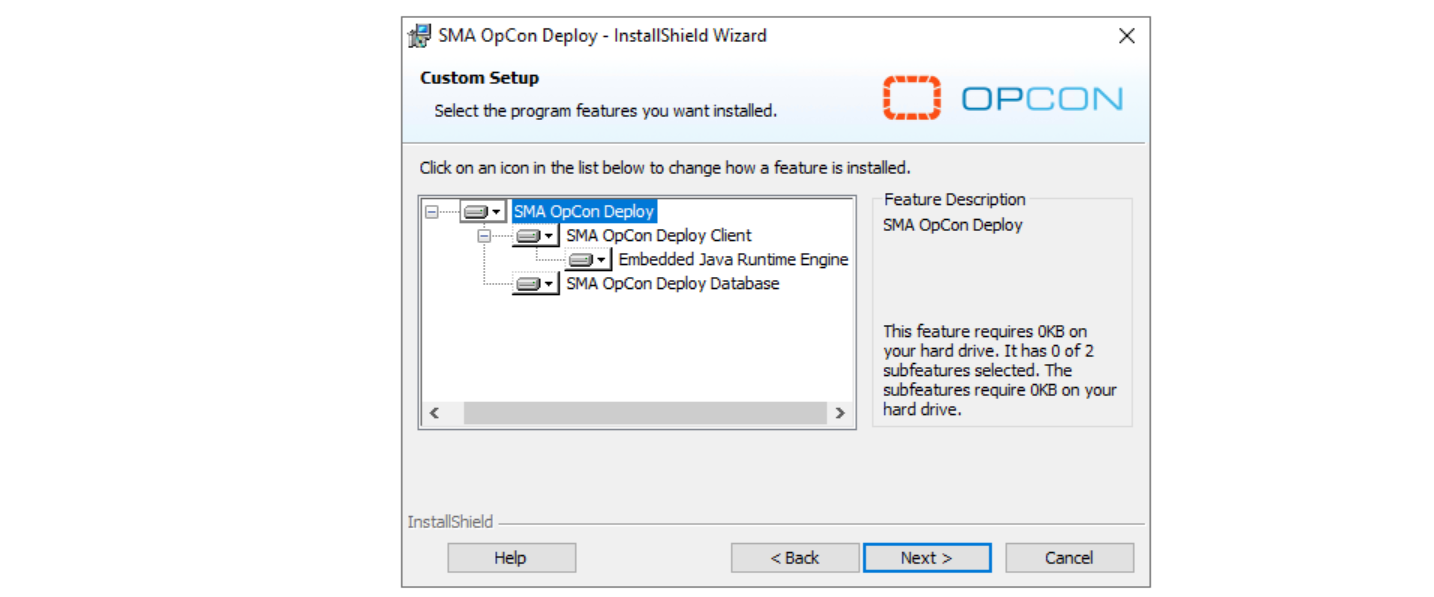 SMA OpCon Deploy - InstallShield Wizard
Custom Setup
Select the program features you want installed.
OPCON
Click on an icon in the list below to change how a feature is installed.
SMA OpCon Deploy
SMA OpCon Deploy Client
Embedded Java Runtime Engine
SMA OpCon Deploy Database
Feature Description
SMA OpCon Deploy
This feature requires 0KB on
your hard drive. It has 0 of 2
subfeatures selected. The
subfeatures require 0KB on your
hard drive.
InstallShield
Help
< Back
Next >
Cancel